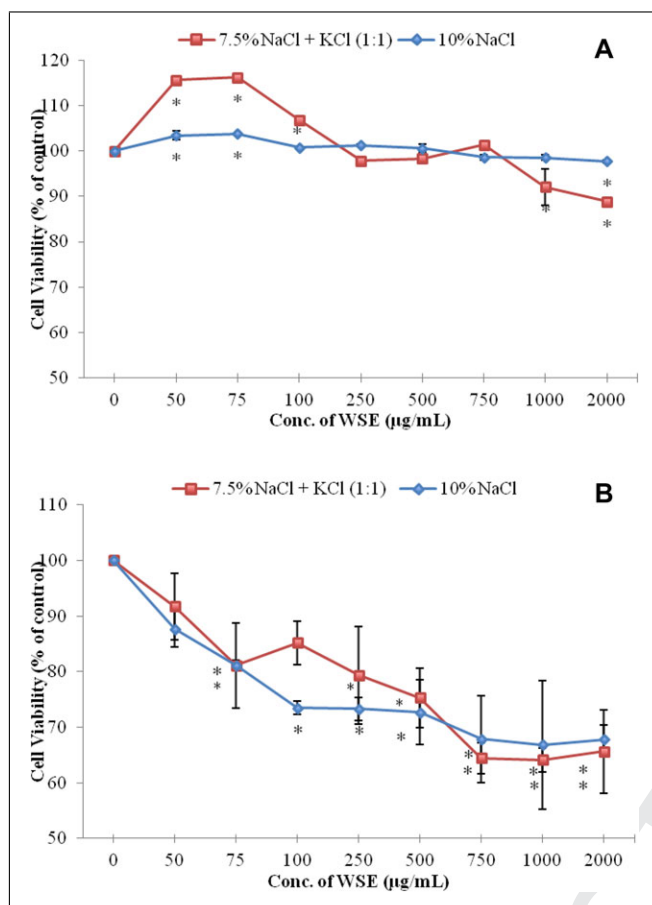 7.5%NaCl + KCl (1:1) 10%NaCl
A
120
110
100
90
80
70
60
50
Cell Viability (% of control)
* * * * *
* * * *
0 50 75 100 250 500 750 1000 2000
Conc. of WSE (µg/mL)
7.5%NaCl + KCl (1:1) 10%NaCl
B
110
100
90
80
70
60
50
Cell Viability (% of control)
* * * * * *
* * * * * * *
0 50 75 100 250 500 750 1000 2000
Conc. of WSE (µg/mL)